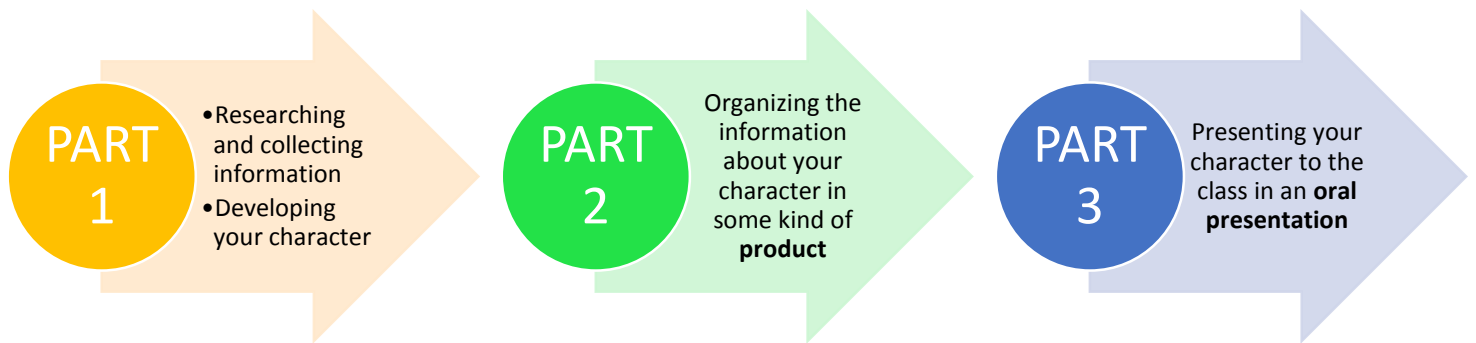 PART
1
•Researching
and collecting
information
•Developing
your character
PART
2
Organizing the
information
about your
character in
some kind of
product
PART
3
Presenting your
character to the
class in an oral
presentation